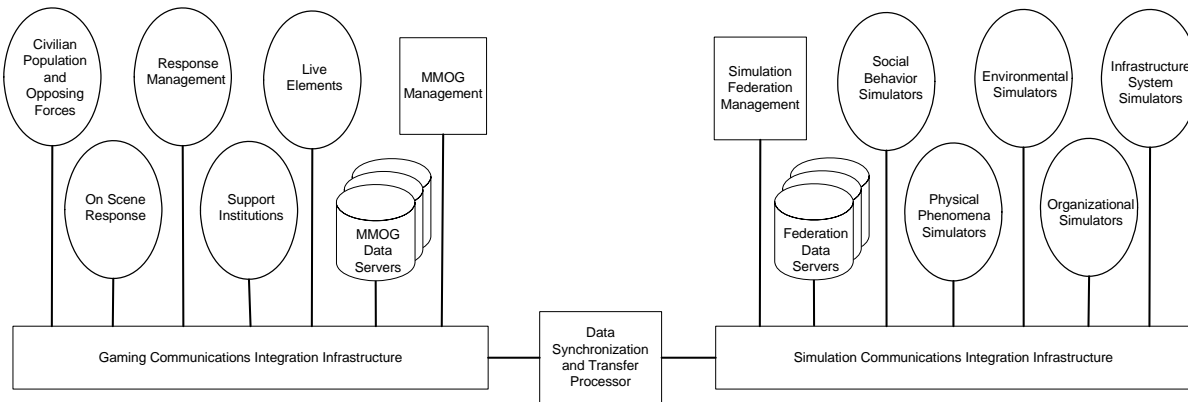 Civilian
Population
and
Opposing
Forces
Response
Management
Live
Elements
MMOG
Management
On Scene
Response
Support
Institutions
MMOG
Data
Servers
Gaming Communications Integration Infrastructure
Data
Synchronization
and Transfer
Processor
Simulation
Federation
Management
Social
Behavior
Simulators
Environmental
Simulators
Infrastructure
System
Simulators
Federation
Data
Servers
Physical
Phenomena
Simulators
Organizational
Simulators
Simulation Communications Integration Infrastructure